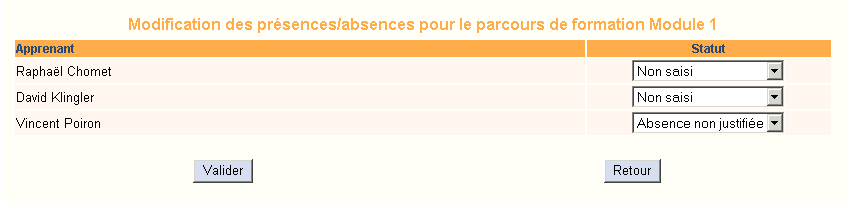 Modification des présences/absences pour le parcours de formation Module 1
Apprenant Statut
Raphaël Chomet Non saisi
David Klingler Non saisi
Vincent Poiron Absence non justifiée
Valider Retour